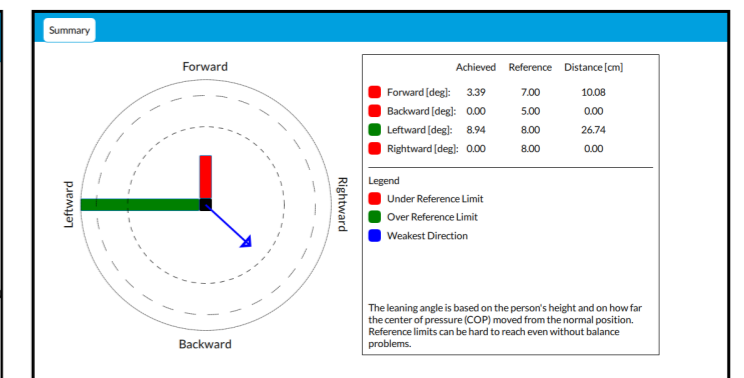 Summary
Forward
Leftward
Rightward
Backward
Achieved Reference Distance [cm]
Forward [deg]: 3.39 7.00 10.08
Backward [deg]: 0.00 5.00 0.00
Leftward [deg]: 8.94 8.00 26.74
Rightward [deg]: 0.00 8.00 0.00
Legend
Under Reference Limit
Over Reference Limit
Weakest Direction
The leaning angle is based on the person's height and on how far
the center of pressure (COP) moved from the normal position.
Reference limits can be hard to reach even without balance
problems.